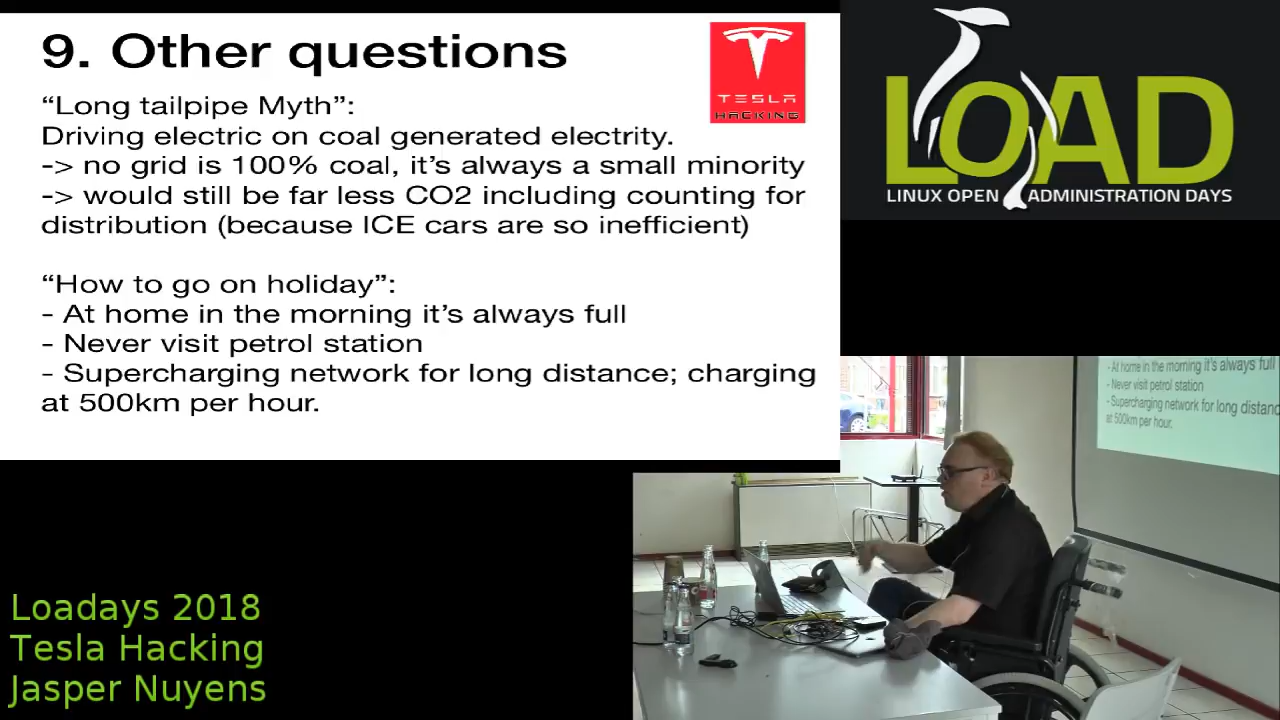 9. Other questions
TESLA
HACKING
“Long tailpipe Myth”:
Driving electric on coal generated electrity.
-> no grid is 100% coal, it’s always a small minority
-> would still be far less CO2 including counting for
distribution (because ICE cars are so inefficient)
“How to go on holiday”:
- At home in the morning it’s always full
- Never visit petrol station
- Supercharging network for long distance; charging
at 500km per hour.
LOAD
LINUX OPEN ADMINISTRATION DAYS
- At home in the morning it's always full
- Never visit petrol station
- Supercharging network for long distanc
at 500km per hour.
Loadays 2018
Tesla Hacking
Jasper Nuyens